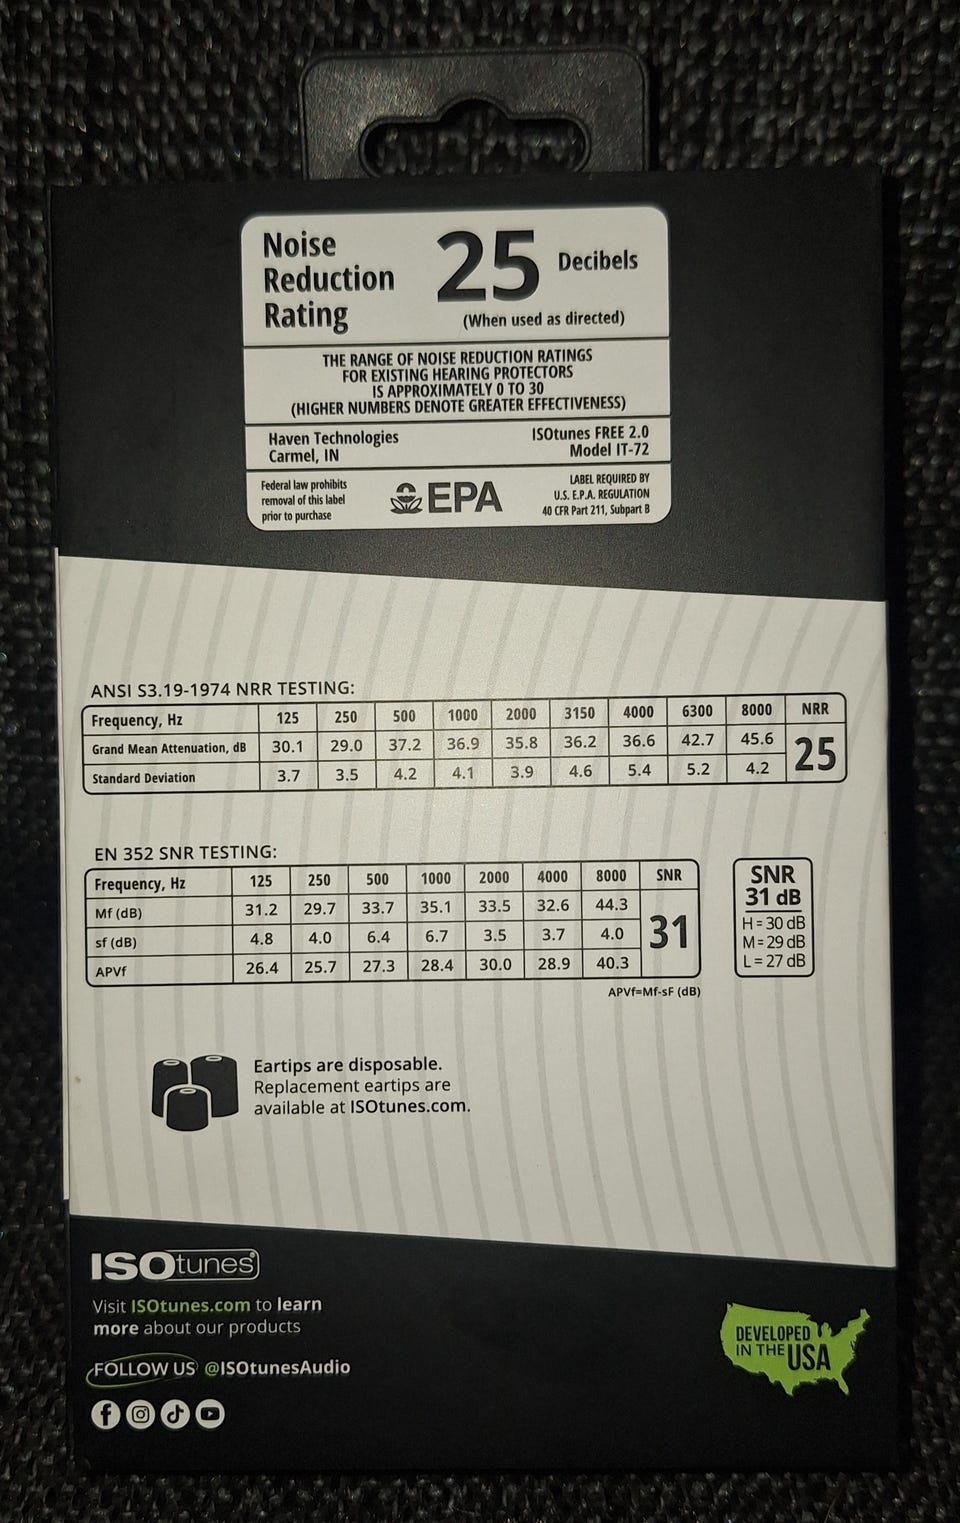 Noise
Reduction
Rating
25 Decibels
(When used as directed)
THE RANGE OF NOISE REDUCTION RATINGS
FOR EXISTING HEARING PROTECTORS
IS APPROXIMATELY 0 TO 30
(HIGHER NUMBERS DENOTE GREATER EFFECTIVENESS)
Haven Technologies
Carmel, IN
ISOtunes FREE 2.0
Model IT-72
Federal law prohibits
removal of this label
prior to purchase
EPA
LABEL REQUIRED BY
U.S. E.P.A. REGULATION
40 CFR Part 211, Subpart B
ANSI S3.19-1974 NRR TESTING:
Frequency, Hz 125 250 500 1000 2000 3150 4000 6300 8000 NRR
Grand Mean Attenuation, dB 30.1 29.0 37.2 36.9 35.8 36.2 36.6 42.7 45.6 25
Standard Deviation 3.7 3.5 4.2 4.1 3.9 4.6 5.4 5.2 4.2
EN 352 SNR TESTING:
Frequency, Hz 125 250 500 1000 2000 4000 8000 SNR
Mf (dB) 31.2 29.7 33.7 35.1 33.5 32.6 44.3
sf (dB) 4.8 4.0 6.4 6.7 3.5 3.7 4.0 31
APVf 26.4 25.7 27.3 28.4 30.0 28.9 40.3
APVf=Mf-sF (dB)
SNR
31 dB
H=30 dB
M=29 dB
L=27 dB
Eartips are disposable.
Replacement eartips are
available at ISOtunes.com.
ISOtunes®
Visit ISOtunes.com to learn
more about our products
FOLLOW US @ISOtunesAudio
DEVELOPED
IN THE USA